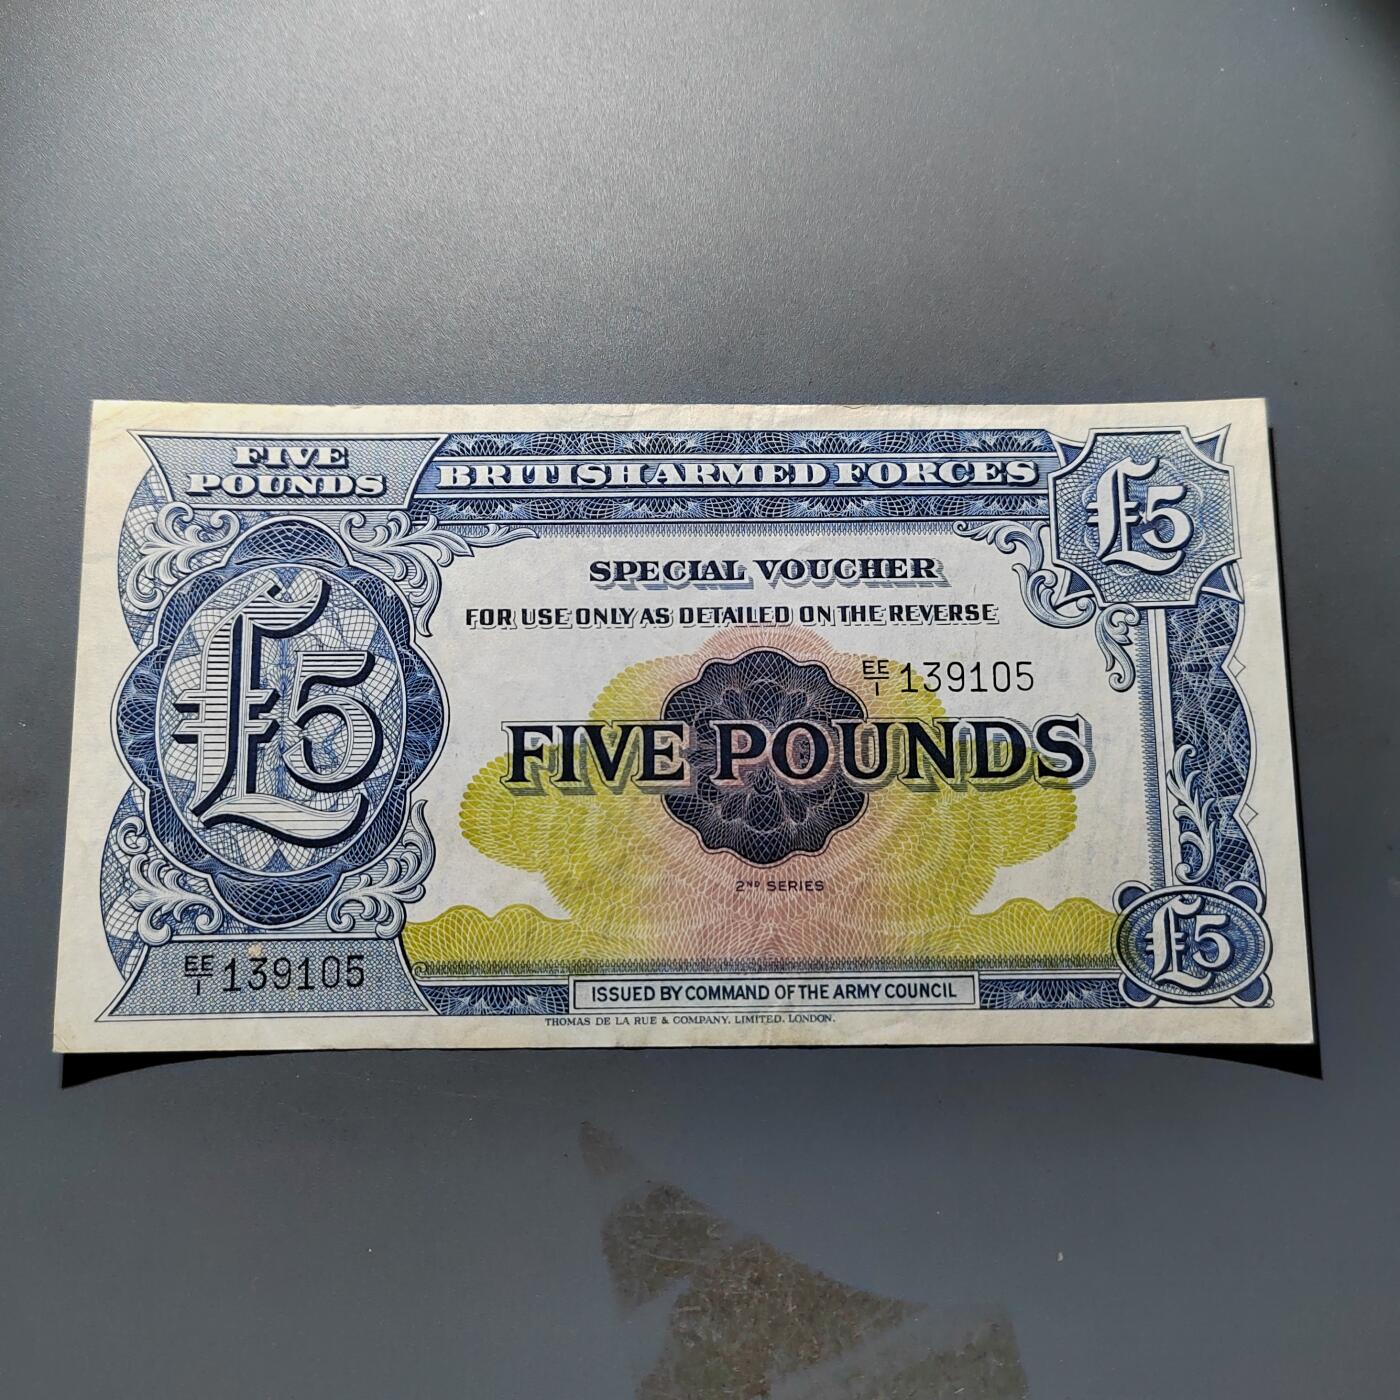 FIVE
POUNDS
BRITISH ARMED FORCES
£5
SPECIAL VOUCHER
FOR USE ONLY AS DETAILED ON THE REVERSE
EE
1 139105
£5
FIVE POUNDS
2ND SERIES
£5
EE
1 139105
ISSUED BY COMMAND OF THE ARMY COUNCIL
THOMAS DE LA RUE & COMPANY, LIMITED, LONDON.